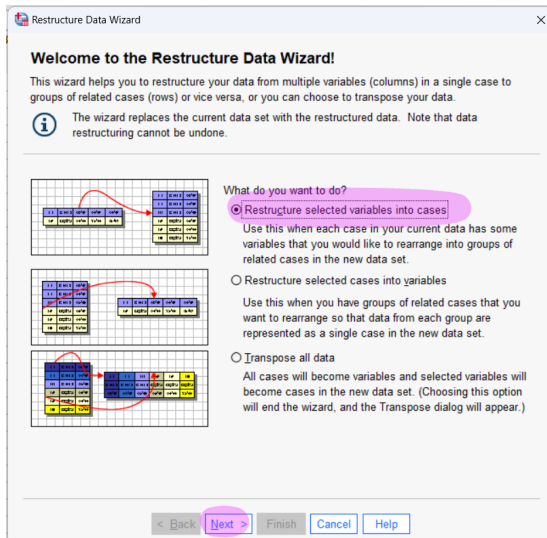 Restructure Data Wizard
Welcome to the Restructure Data Wizard!
This wizard helps you to restructure your data from multiple variables (columns) in a single case to
groups of related cases (rows) or vice versa, or you can choose to transpose your data.
The wizard replaces the current data set with the restructured data. Note that data
restructuring cannot be undone.
What do you want to do?
Restructure selected variables into cases
Use this when each case in your current data has some
variables that you would like to rearrange into groups of
related cases in the new data set.
Restructure selected cases into variables
Use this when you have groups of related cases that you
want to rearrange so that data from each group are
represented as a single case in the new data set.
Transpose all data
All cases will become variables and selected variables will
become cases in the new data set. (Choosing this option
will end the wizard, and the Transpose dialog will appear.)
< Back Next > Finish Cancel Help